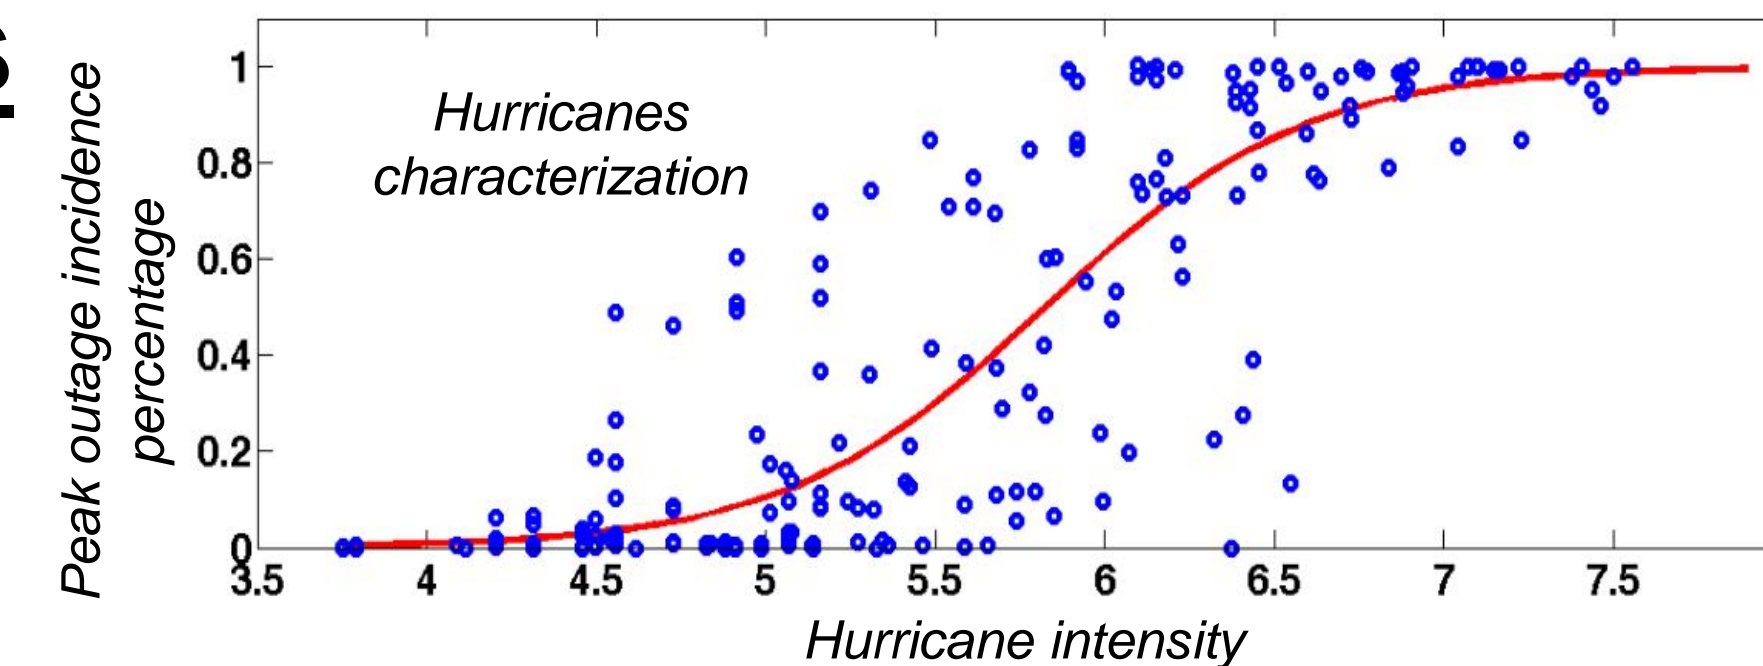 Hurricanes
characterization
Peak outage incidence
percentage
1
0.8
0.6
0.4
0.2
0
3.5 4 4.5 5 5.5 6 6.5 7 7.5
Hurricane intensity